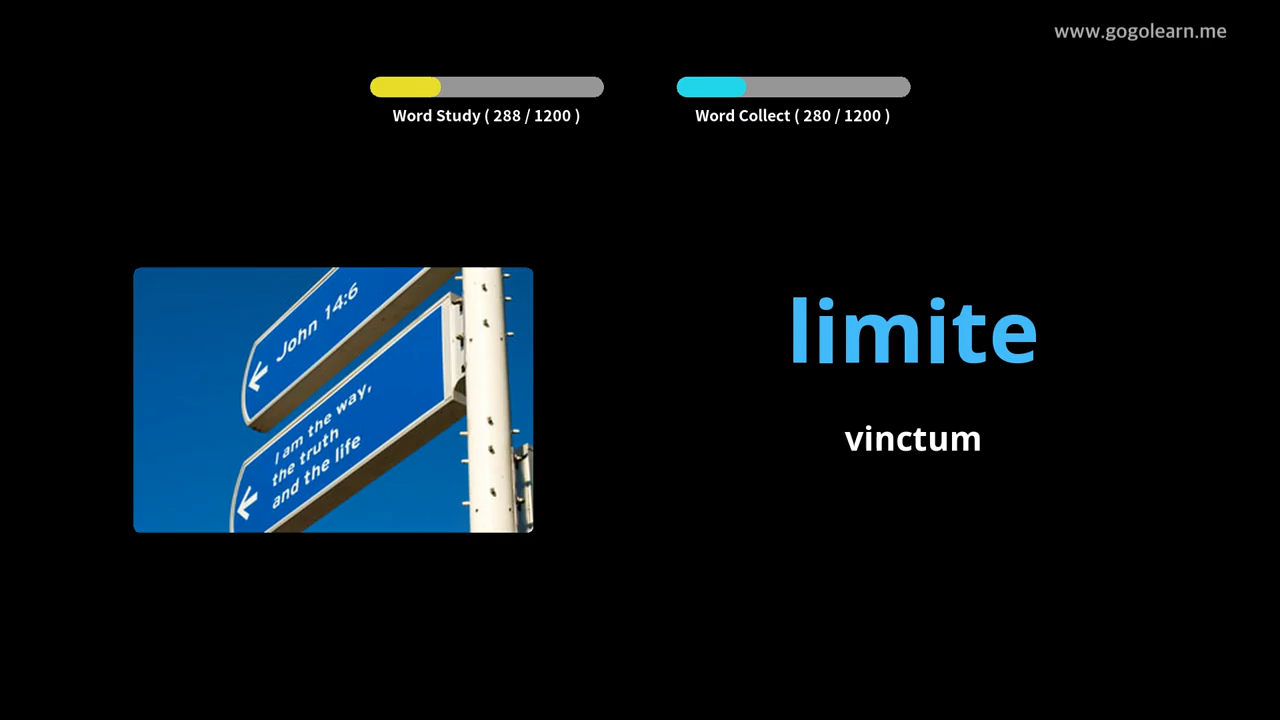 www.gogolearn.me
Word Study ( 288 / 1200 )
Word Collect ( 280 / 1200 )
John 14:6
I am the way,
the truth
and the life
limite
vinctum